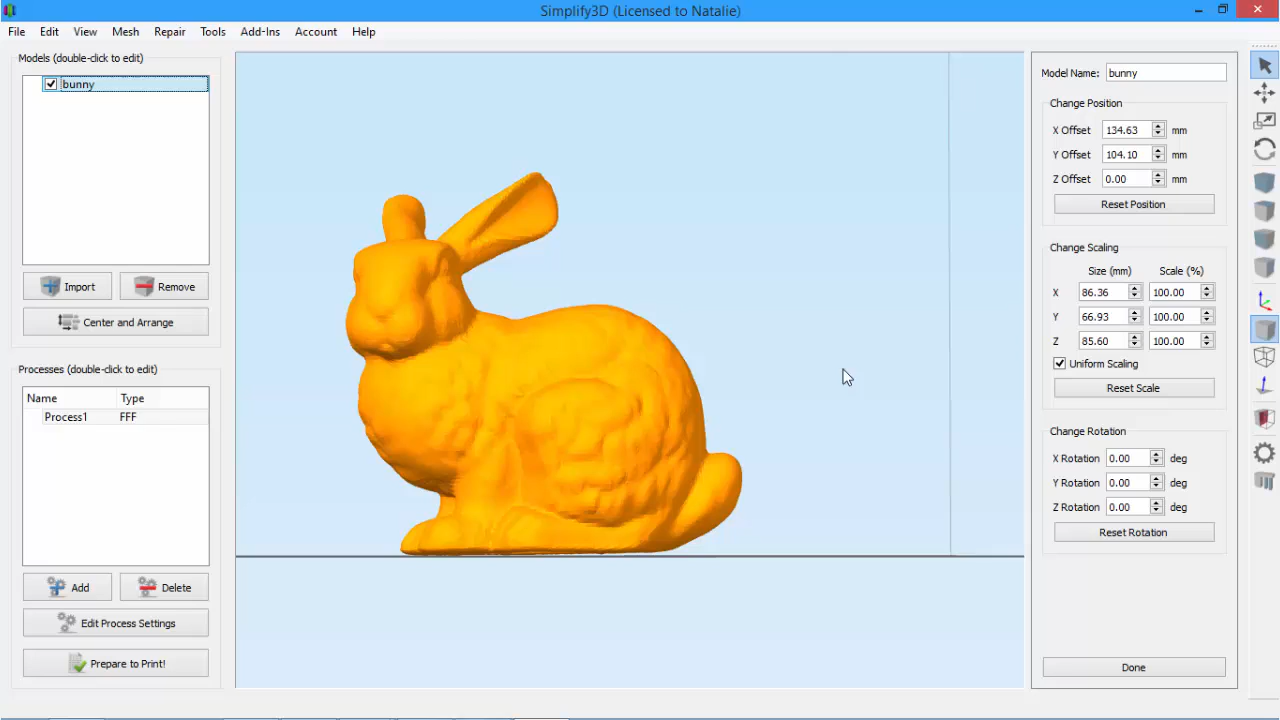 Simplify3D (Licensed to Natalie)
File Edit View Mesh Repair Tools Add-Ins Account Help
Models (double-click to edit)
bunny
Import Remove
Center and Arrange
Processes (double-click to edit)
Name Type
Process1 FFF
Add Delete
Edit Process Settings
Prepare to Print!
Model Name: bunny
Change Position
X Offset 134.63 mm
Y Offset 104.10 mm
Z Offset 0.00 mm
Reset Position
Change Scaling
Size (mm) Scale (%)
X 86.36 100.00
Y 66.93 100.00
Z 85.60 100.00
Uniform Scaling
Reset Scale
Change Rotation
X Rotation 0.00 deg
Y Rotation 0.00 deg
Z Rotation 0.00 deg
Reset Rotation
Done